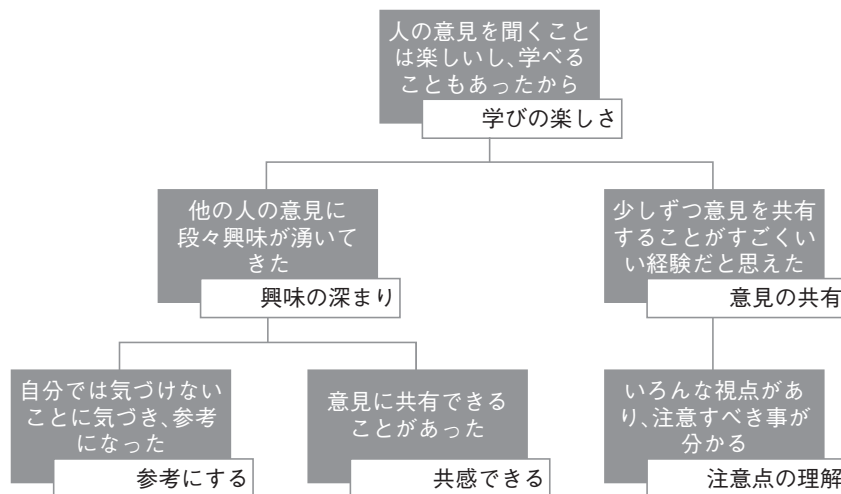 人の意見を聞くこと
は楽しいし、学べる
こともあったから
学びの楽しさ
他の人の意見に
段々興味が湧いて
きた
興味の深まり
少しずつ意見を共有
することがすごくい
い経験だと思えた
意見の共有
自分では気づけない
ことに気づき、参考
になった
参考にする
意見に共有できる
ことがあった
共感できる
いろんな視点があ
り、注意すべき事が
分かる
注意点の理解